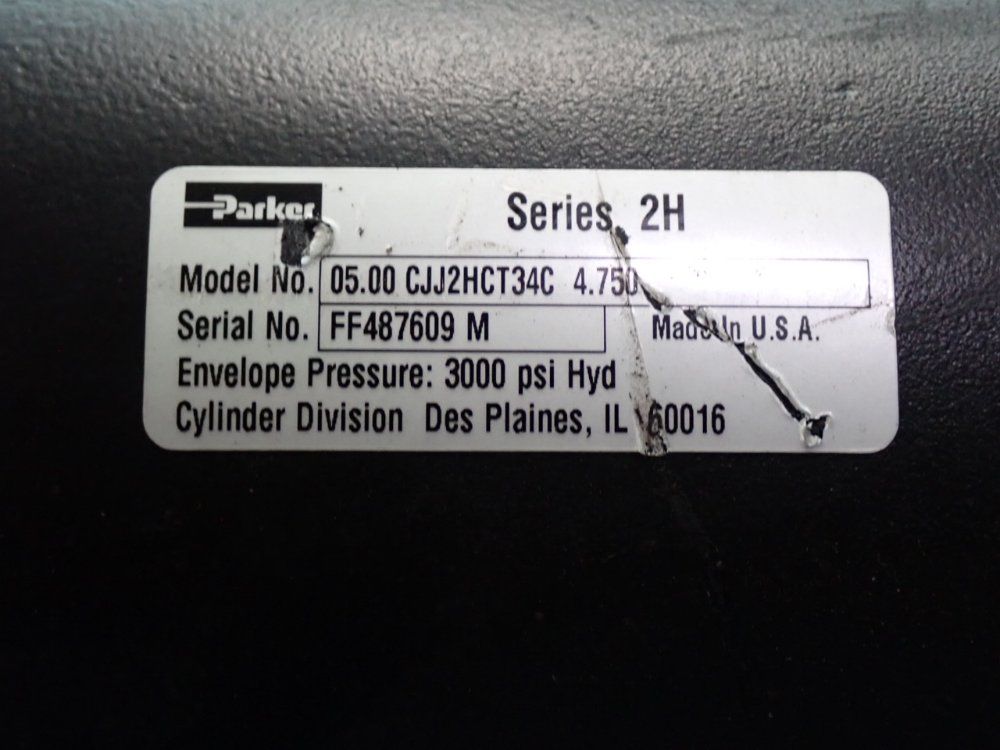 Parker
Series 2H
Model No. 05.00 CJJ2HCT34C 4.750
Serial No. FF487609 M
Made In U.S.A.
Envelope Pressure: 3000 psi Hyd
Cylinder Division Des Plaines, IL 60016